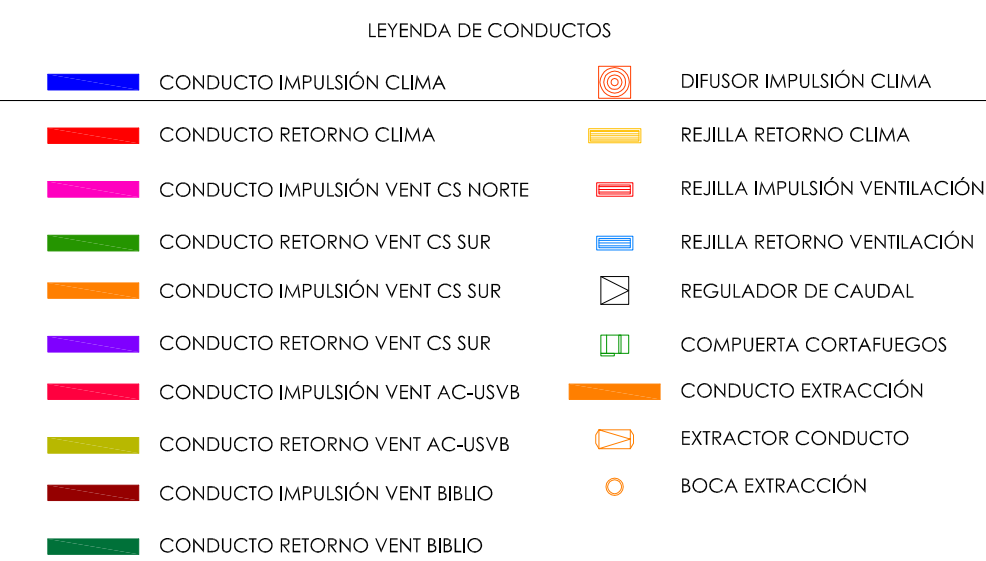 LEYENDA DE CONDUCTOS
CONDUCTO IMPULSIÓN CLIMA
CONDUCTO RETORNO CLIMA
CONDUCTO IMPULSIÓN VENT CS NORTE
CONDUCTO RETORNO VENT CS SUR
CONDUCTO IMPULSIÓN VENT CS SUR
CONDUCTO RETORNO VENT CS SUR
CONDUCTO IMPULSIÓN VENT AC-USVB
CONDUCTO RETORNO VENT AC-USVB
CONDUCTO IMPULSIÓN VENT BIBLIO
CONDUCTO RETORNO VENT BIBLIO
DIFUSOR IMPULSIÓN CLIMA
REJILLA RETORNO CLIMA
REJILLA IMPULSIÓN VENTILACIÓN
REJILLA RETORNO VENTILACIÓN
REGULADOR DE CAUDAL
COMPUERTA CORTAFUEGOS
CONDUCTO EXTRACCIÓN
EXTRACTOR CONDUCTO
BOCA EXTRACCIÓN